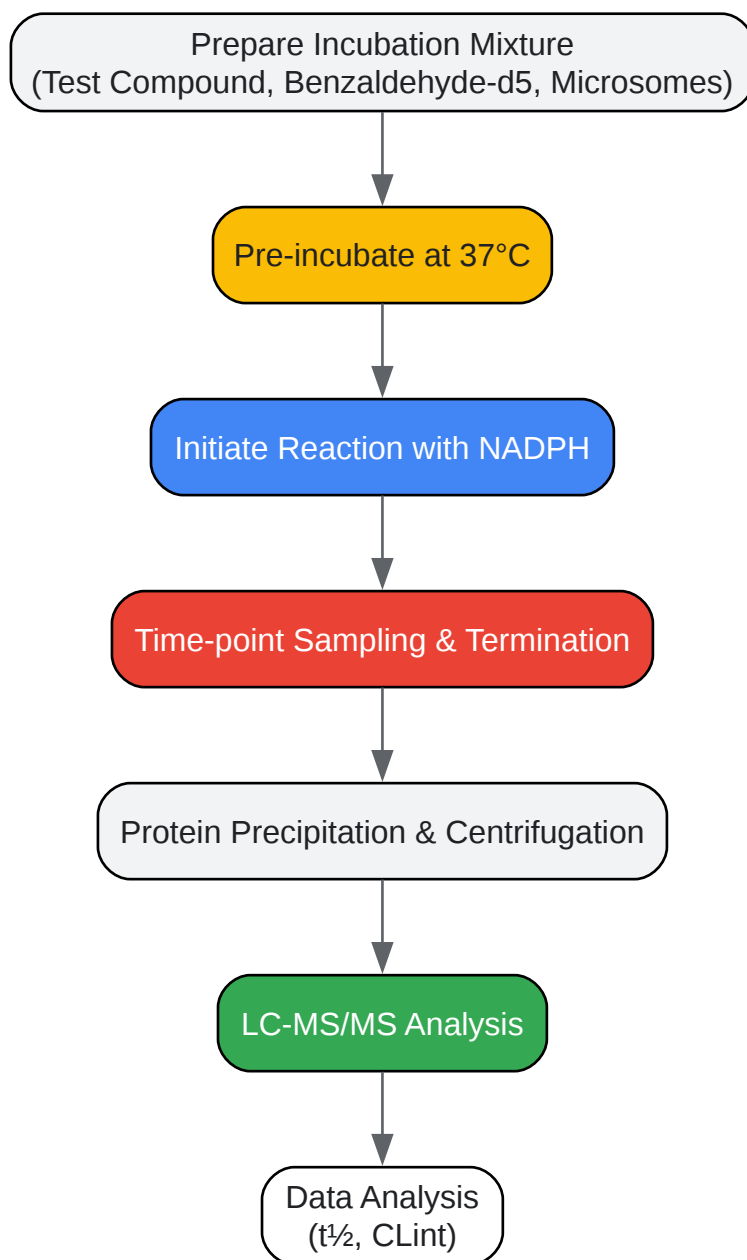 Prepare Incubation Mixture
(Test Compound, Benzaldehyde-d5, Microsomes)
Pre-incubate at 37°C
Initiate Reaction with NADPH
Time-point Sampling & Termination
Protein Precipitation & Centrifugation
LC-MS/MS Analysis
Data Analysis
(t½, CLint)